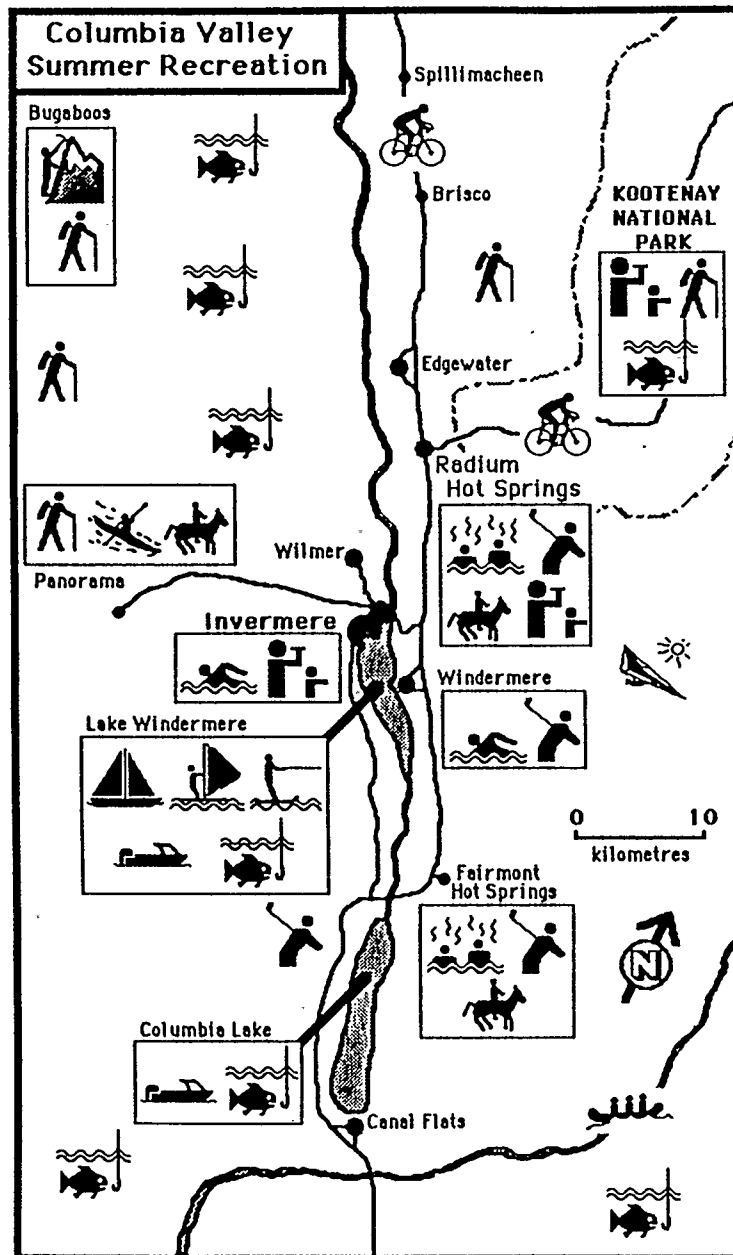 Columbia Valley
Summer Recreation
Spillimacheen
Bugaboos
Brisco
KOOTENAY
NATIONAL
PARK
Edgewater
Radium
Hot Springs
Wilmer
Panorama
Invermere
Windermere
Lake Windermere
0 10
kilometres
Fairmont
Hot Springs
N
Columbia Lake
Canal Flats